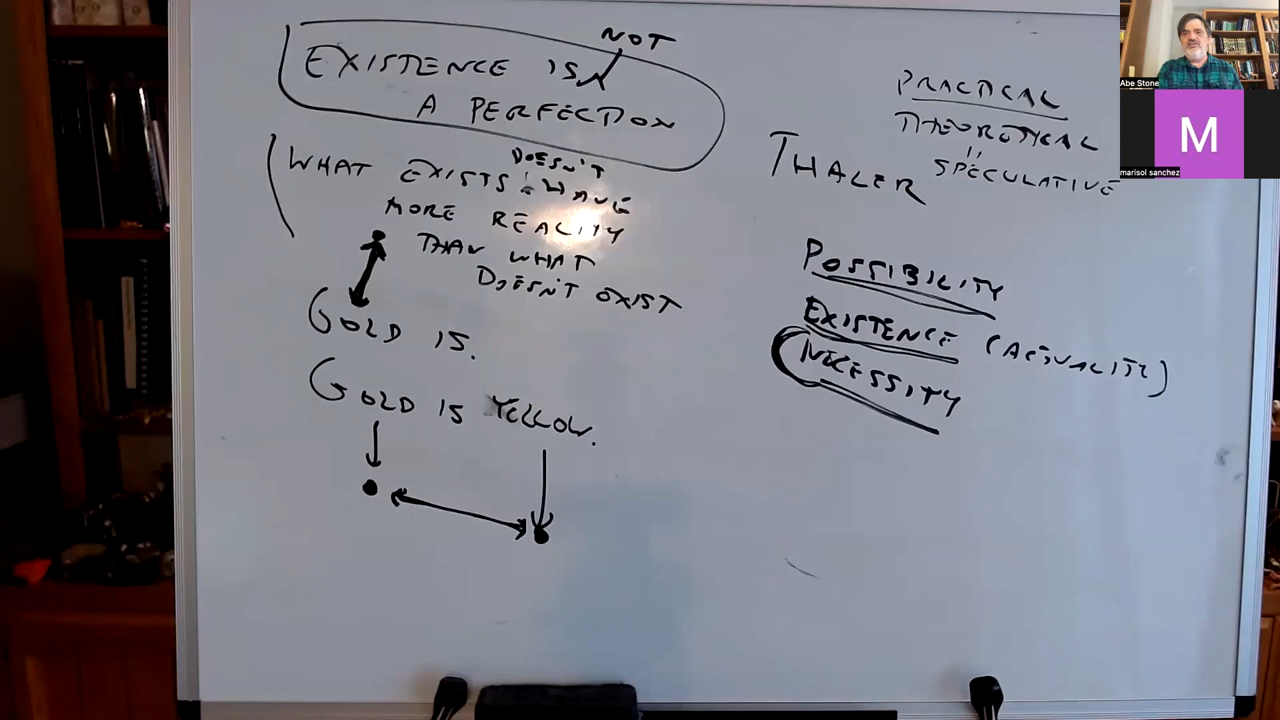 NOT
EXISTENCE IS
A PERFECTION
WHAT EXISTS DOESN'T HAVE
MORE REALITY
THAN WHAT
DOESN'T EXIST
GOLD IS.
GOLD IS YELLOW.
PRACTICAL
THEORETICAL
SPECULATIVE
THALER
POSSIBILITY
EXISTENCE (ACTUALITY)
NECESSITY
Abe Stone
M
marisol sanchez